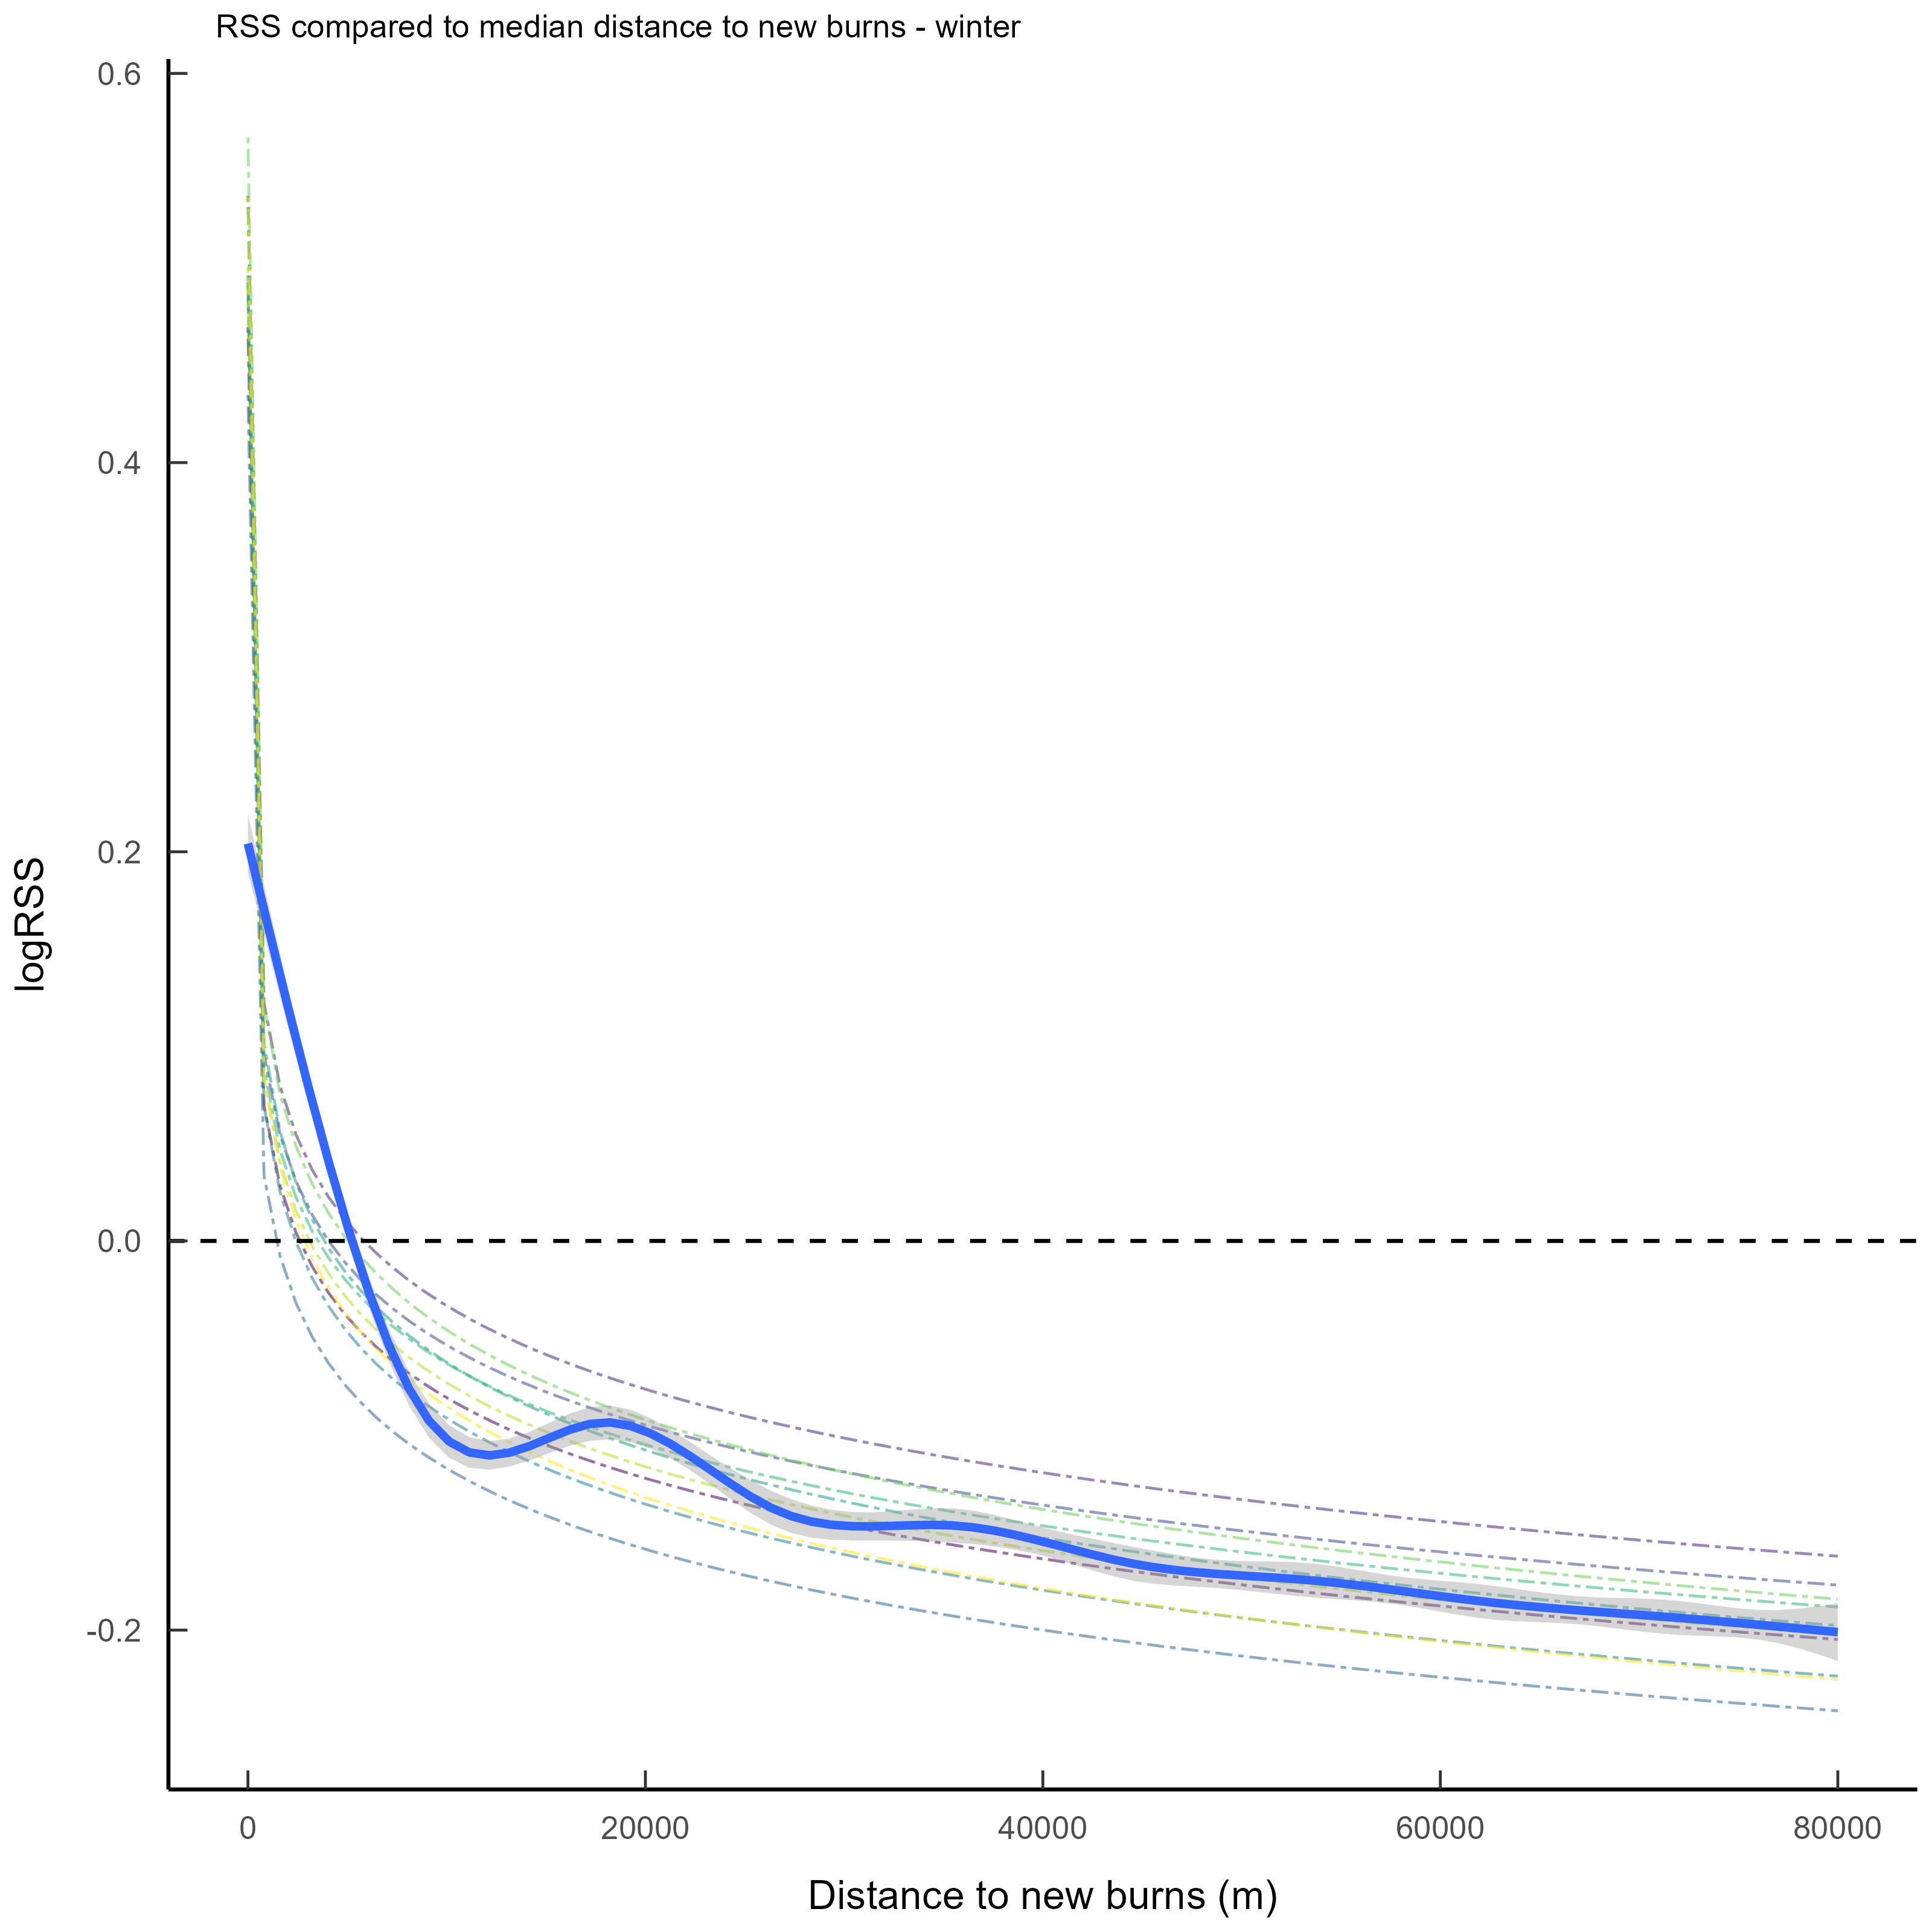 RSS compared to median distance to new burns - winter
0.6
0.4
0.2
0.0
-0.2
logRSS
0 20000 40000 60000 80000
Distance to new burns (m)